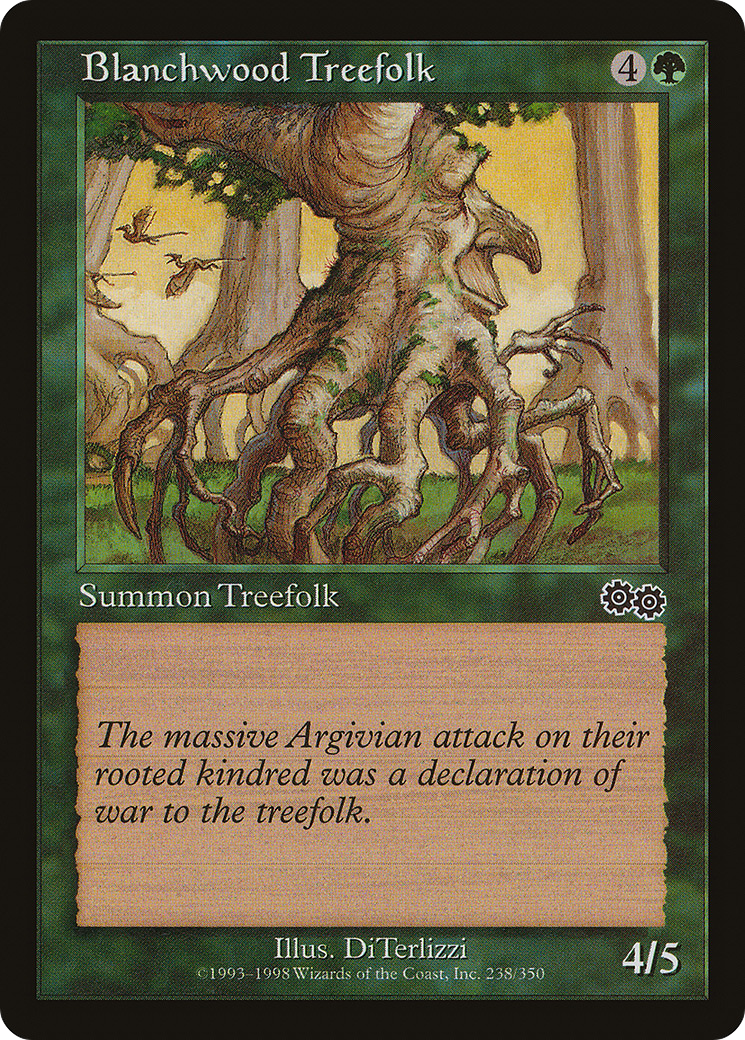 Blanchwood Treefolk 4
Summon Treefolk
The massive Argivian attack on their
rooted kindred was a declaration of
war to the treefolk.
Illus. DiTerlizzi
©1993–1998 Wizards of the Coast, Inc. 238/350
4/5